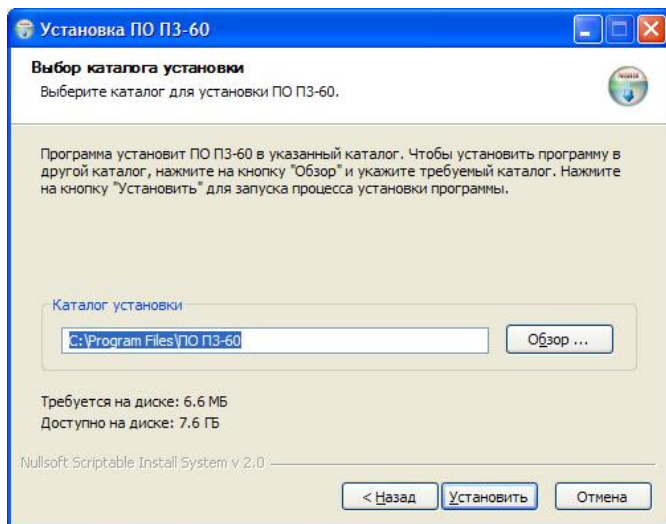 Установка ПО П3-60
Выбор каталога установки
Выберите каталог для установки ПО П3-60.
Программа установит ПО П3-60 в указанный каталог. Чтобы установить программу в
другой каталог, нажмите на кнопку "Обзор" и укажите требуемый каталог. Нажмите
на кнопку "Установить" для запуска процесса установки программы.
Каталог установки
C:\Program Files\ПО П3-60
Обзор ...
Требуется на диске: 6.6 МБ
Доступно на диске: 7.6 ГБ
Nullsoft Scriptable Install System v 2.0
< Назад
Установить
Отмена